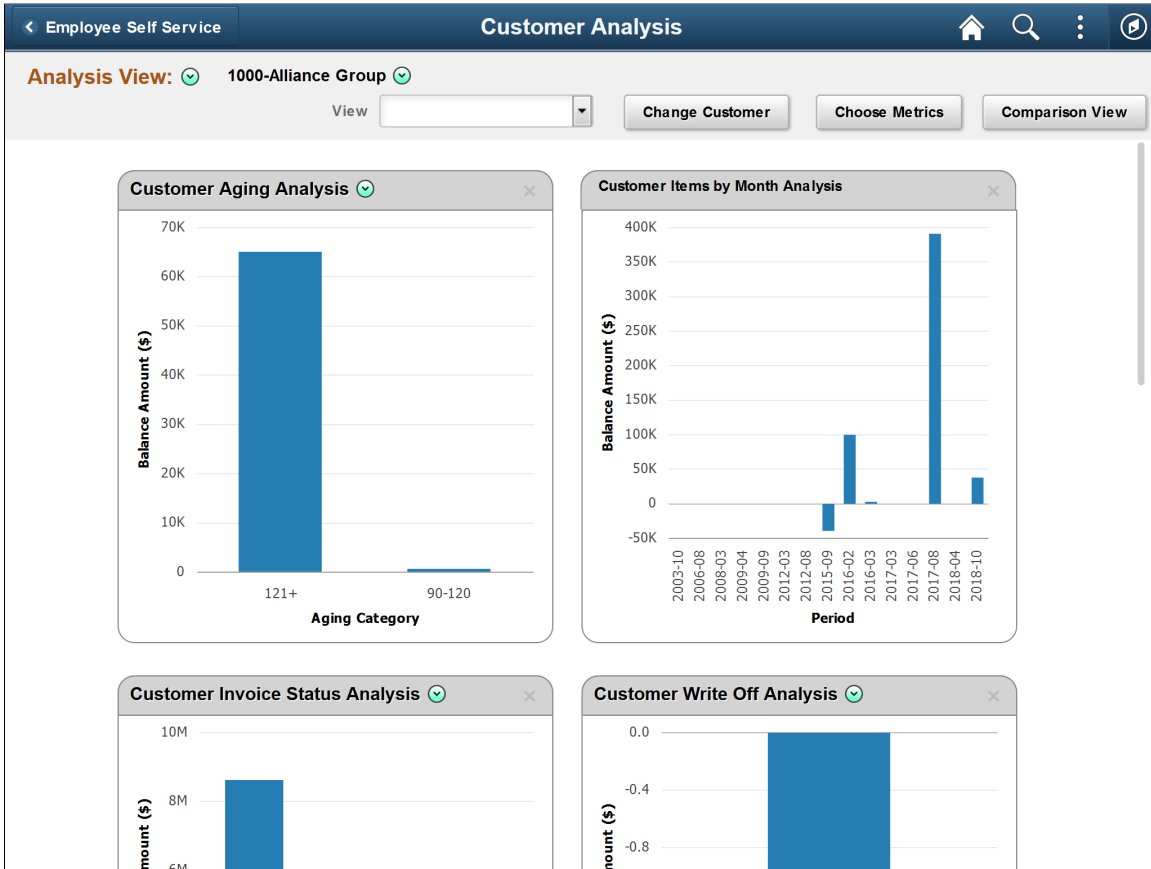 Employee Self Service
Customer Analysis
Analysis View:
1000-Alliance Group
View
Change Customer
Choose Metrics
Comparison View
Customer Aging Analysis
70K
60K
50K
40K
30K
20K
10K
0
Balance Amount ($)
121+
90-120
Aging Category
Customer Items by Month Analysis
400K
350K
300K
250K
200K
150K
100K
50K
0
-50K
Balance Amount ($)
2003-10
2006-08
2008-03
2009-04
2009-09
2012-03
2012-08
2015-09
2016-02
2016-03
2017-03
2017-06
2017-08
2018-04
2018-10
Period
Customer Invoice Status Analysis
10M
8M
6M
($)
Customer Write Off Analysis
0.0
-0.4
-0.8
($)